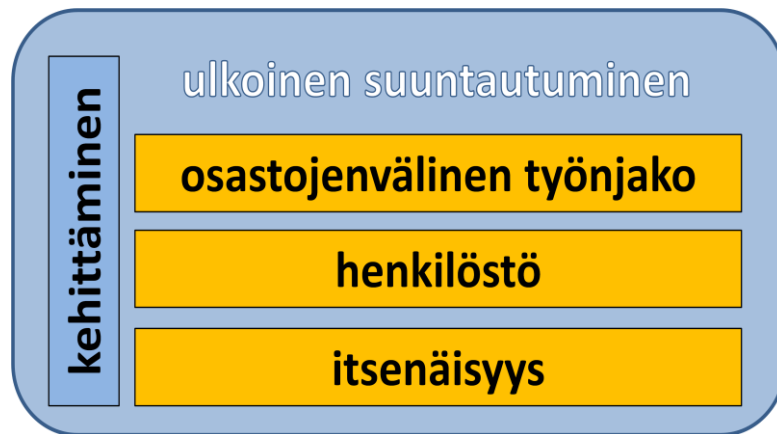 kehittäminen
ulkoinen suuntautuminen
osastojenvälinen työnjako
henkilöstö
itsenäisyys